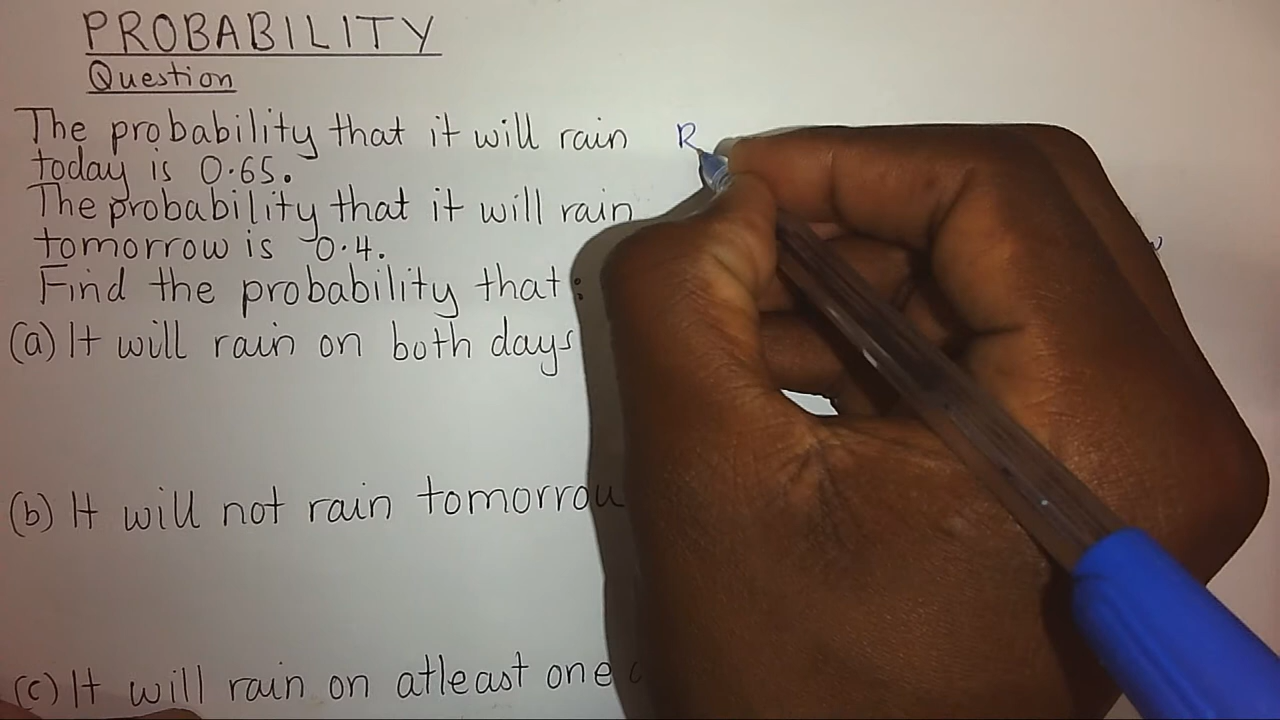 PROBABILITY
Question
The probability that it will rain R
today is 0.65.
The probability that it will rain
tomorrow is 0.4.
Find the probability that:
(a) It will rain on both days
(b) It will not rain
(c) It will rain on atleast one